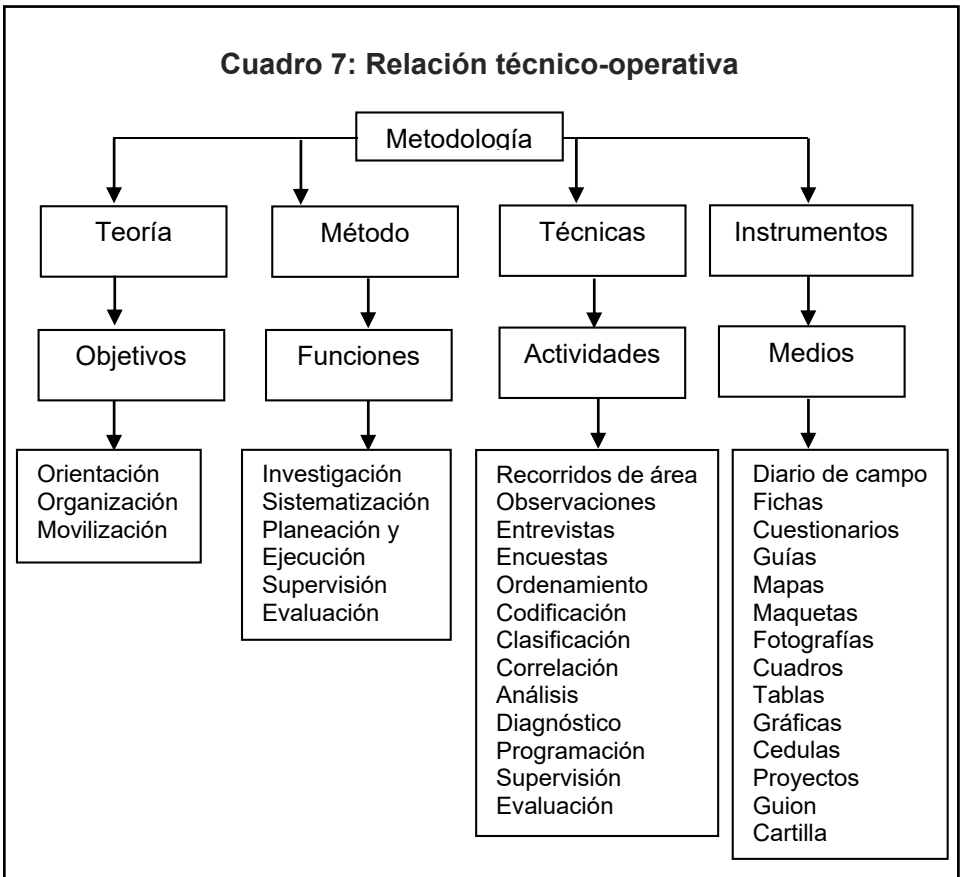 Cuadro 7: Relación técnico-operativa
Metodología
Teoría
Método
Técnicas
Instrumentos
Objetivos
Funciones
Actividades
Medios
Orientación
Organización
Movilización
Investigación
Sistematización
Planeación y
Ejecución
Supervisión
Evaluación
Recorridos de área
Observaciones
Entrevistas
Encuestas
Ordenamiento
Codificación
Clasificación
Correlación
Análisis
Diagnóstico
Programación
Supervisión
Evaluación
Diario de campo
Fichas
Cuestionarios
Guías
Mapas
Maquetas
Fotografías
Cuadros
Tablas
Gráficas
Cedulas
Proyectos
Guion
Cartilla